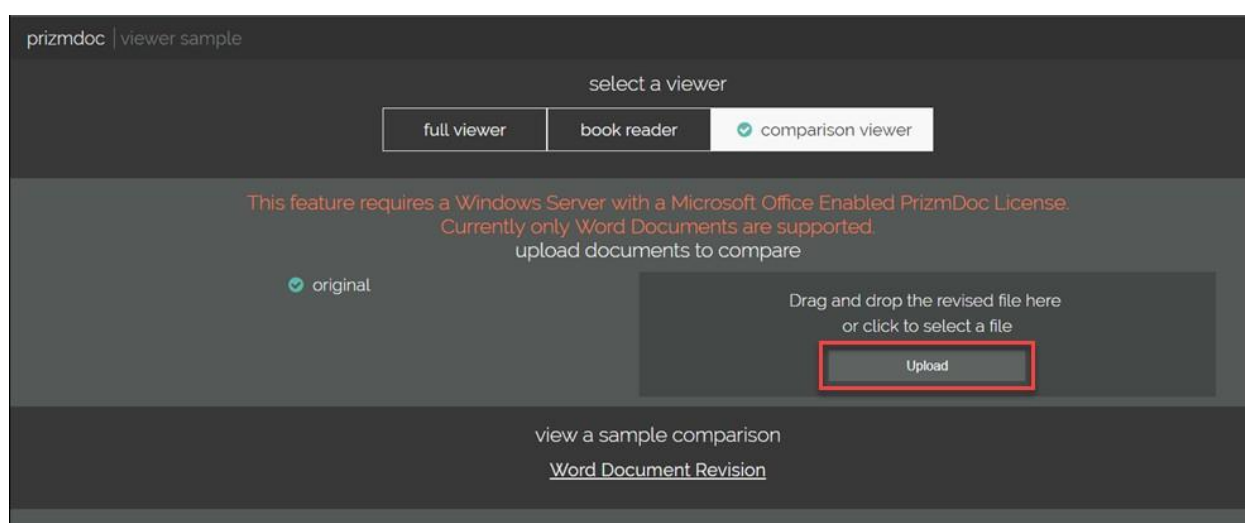 prizmdoc | viewer sample
select a viewer
full viewer
book reader
comparison viewer
This feature requires a Windows Server with a Microsoft Office Enabled PrizmDoc License.
Currently only Word Documents are supported.
upload documents to compare
original
Drag and drop the revised file here
or click to select a file
Upload
view a sample comparison
Word Document Revision